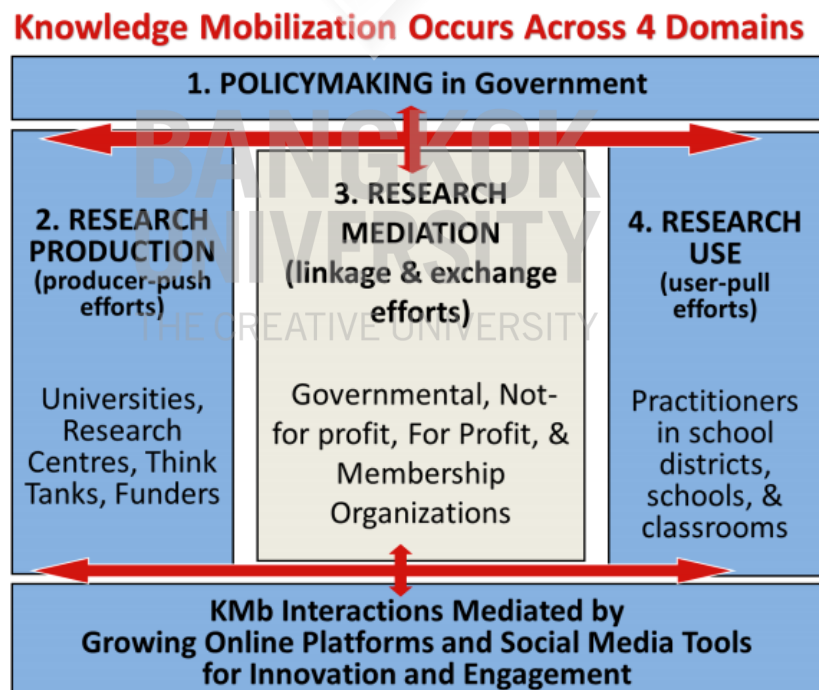 Knowledge Mobilization Occurs Across 4 Domains
1. POLICYMAKING in Government
BANGKOK
UNIVERSITY
THE CREATIVE UNIVERSITY
2. RESEARCH
PRODUCTION
(producer-push
efforts)
Universities,
Research
Centres, Think
Tanks, Funders
3. RESEARCH
MEDIATION
(linkage & exchange
efforts)
Governmental, Not-
for profit, For Profit, &
Membership
Organizations
4. RESEARCH
USE
(user-pull
efforts)
Practitioners
in school
districts,
schools, &
classrooms
KMb Interactions Mediated by
Growing Online Platforms and Social Media Tools
for Innovation and Engagement